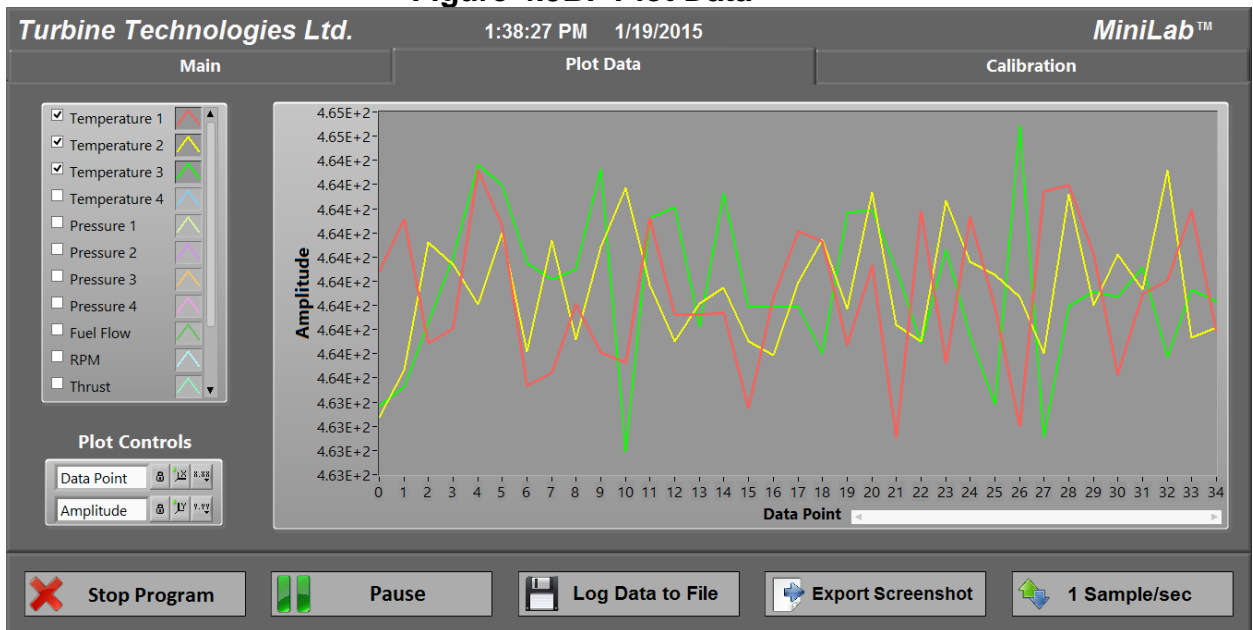 Turbine Technologies Ltd. 1:38:27 PM 1/19/2015 MiniLab™
Main Plot Data Calibration
Temperature 1
Temperature 2
Temperature 3
Temperature 4
Pressure 1
Pressure 2
Pressure 3
Pressure 4
Fuel Flow
RPM
Thrust
Plot Controls
Data Point
Amplitude
Amplitude
4.65E+2
4.65E+2
4.64E+2
4.64E+2
4.64E+2
4.64E+2
4.64E+2
4.64E+2
4.64E+2
4.64E+2
4.64E+2
4.64E+2
4.63E+2
4.63E+2
4.63E+2
4.63E+2
0 1 2 3 4 5 6 7 8 9 10 11 12 13 14 15 16 17 18 19 20 21 22 23 24 25 26 27 28 29 30 31 32 33 34
Data Point
Stop Program Pause Log Data to File Export Screenshot 1 Sample/sec